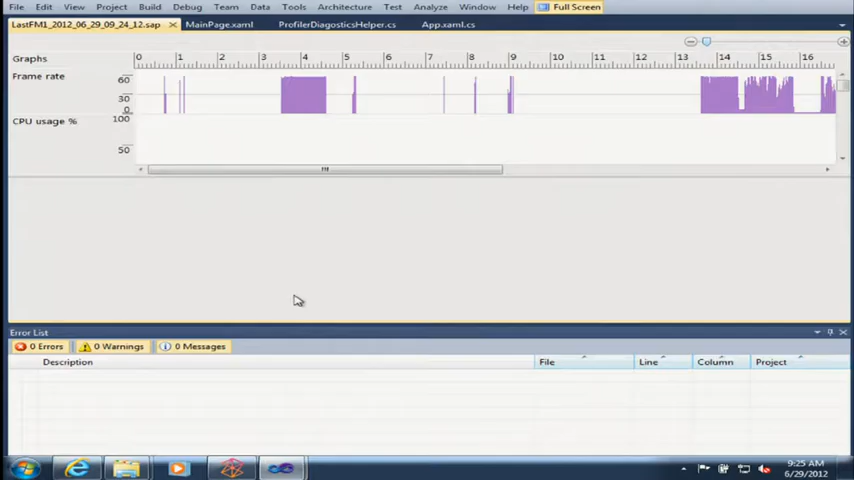 File Edit View Project Build Debug Team Data Tools Architecture Test Analyze Window Help Full Screen
LastFM1_2012_06_29_09_24_12.sap MainPage.xaml ProfilerDiagosticsHelper.cs App.xaml.cs
Graphs 0 1 2 3 4 5 6 7 8 9 10 11 12 13 14 15 16
Frame rate 60
30
0
CPU usage % 100
50
Error List
0 Errors 0 Warnings 0 Messages
Description File Line Column Project
9:25 AM
6/29/2012